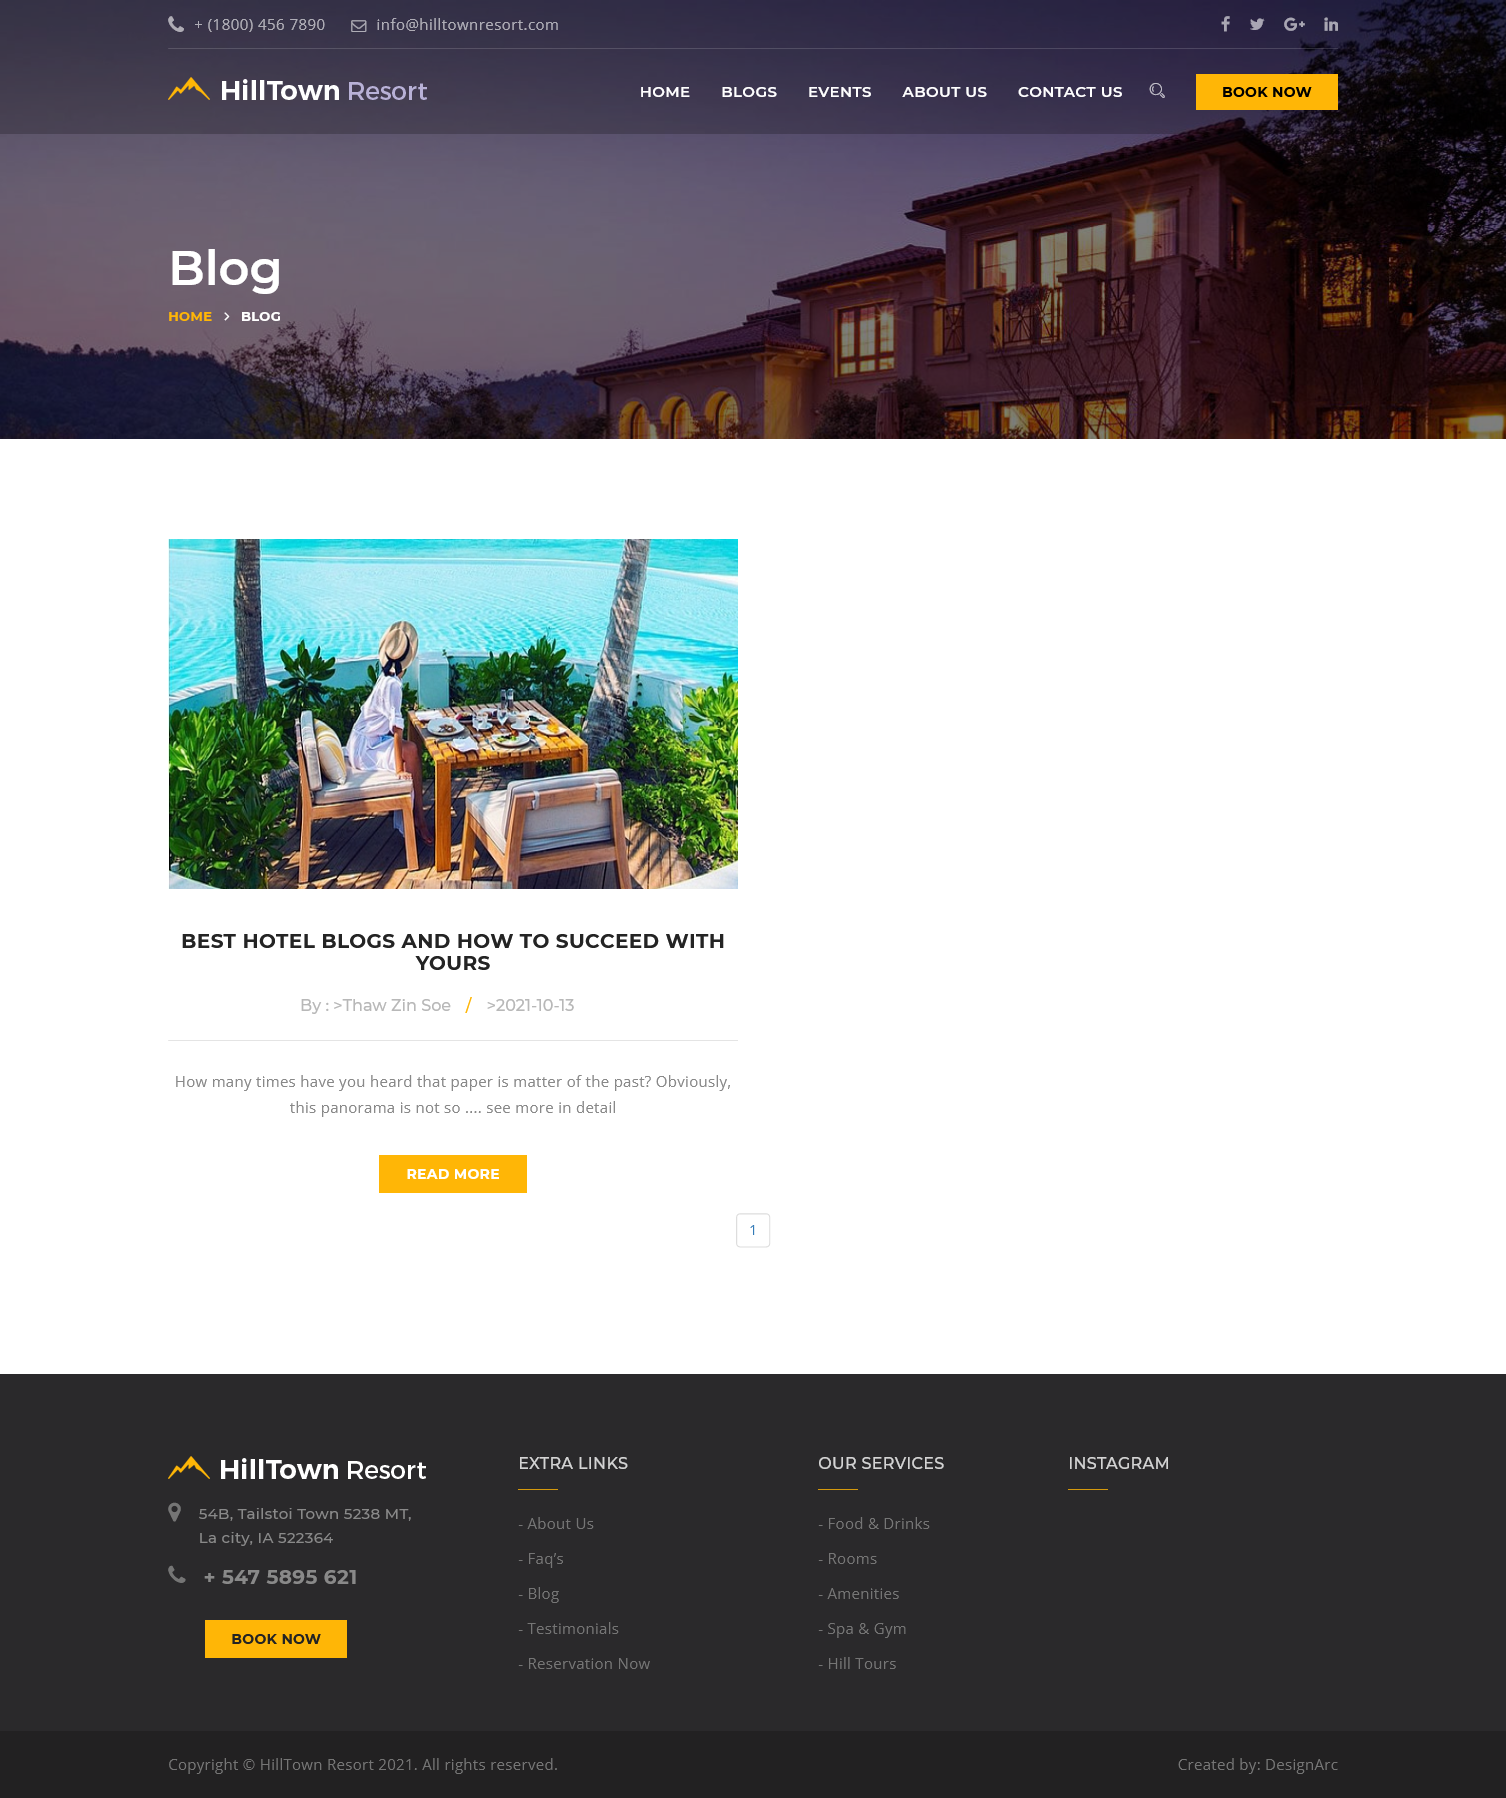 + (1800) 456 7890 info@hilltownresort.com
HillTown Resort HOME BLOGS EVENTS ABOUT US CONTACT US BOOK NOW
Blog
HOME > BLOG
BEST HOTEL BLOGS AND HOW TO SUCCEED WITH
YOURS
By : >Thaw Zin Soe / >2021-10-13
How many times have you heard that paper is matter of the past? Obviously,
this panorama is not so .... see more in detail
READ MORE
1
HillTown Resort
54B, Tailstoi Town 5238 MT,
La city, IA 522364
+ 547 5895 621
BOOK NOW
EXTRA LINKS
- About Us
- Faq's
- Blog
- Testimonials
- Reservation Now
OUR SERVICES
- Food & Drinks
- Rooms
- Amenities
- Spa & Gym
- Hill Tours
INSTAGRAM
Copyright © HillTown Resort 2021. All rights reserved.
Created by: DesignArc